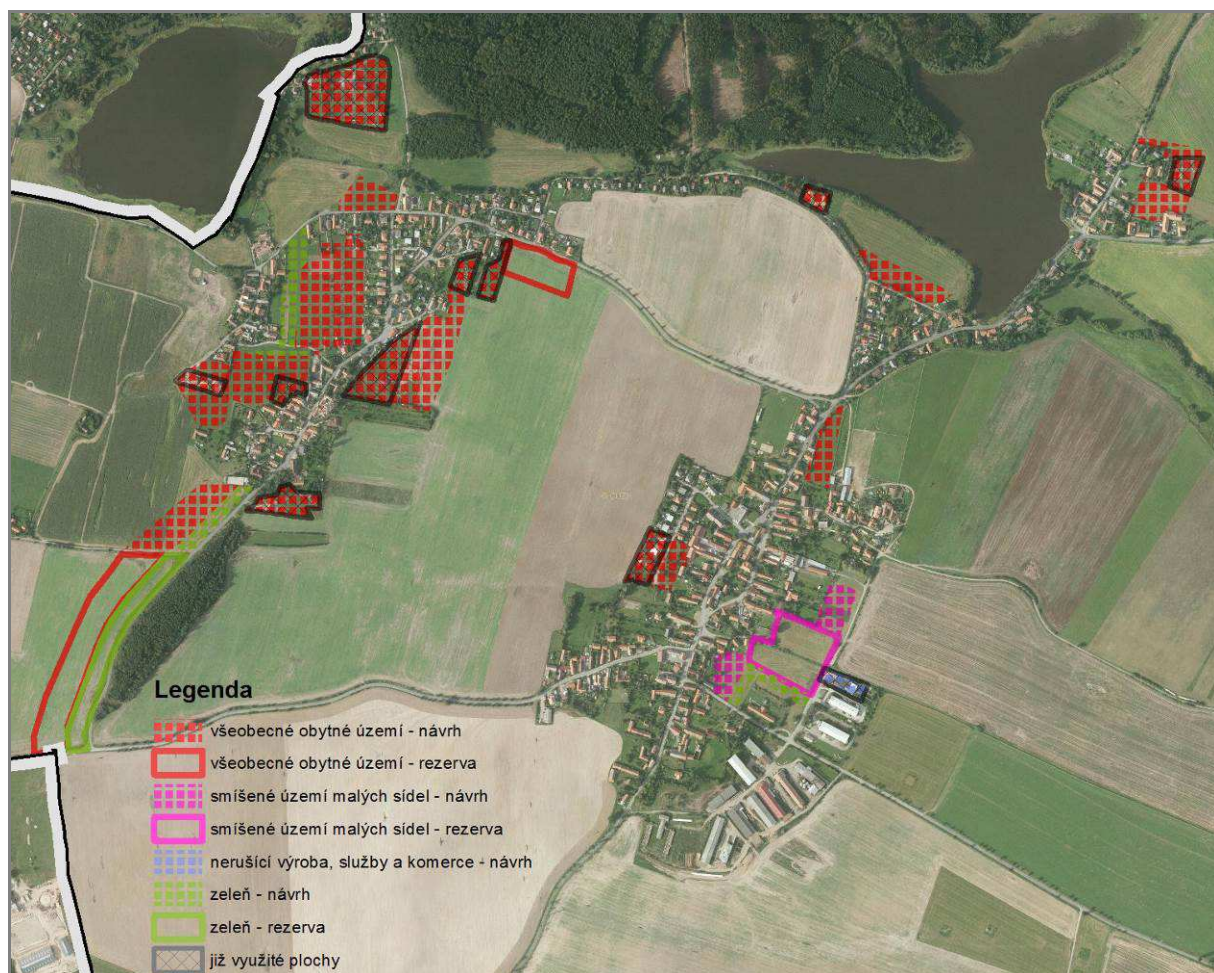 Legenda
všeobecné obytné území - návrh
všeobecné obytné území - rezerva
smíšené území malých sídel - návrh
smíšené území malých sídel - rezerva
nerušící výroba, služby a komerce - návrh
zeleň - návrh
zeleň - rezerva
již využité plochy